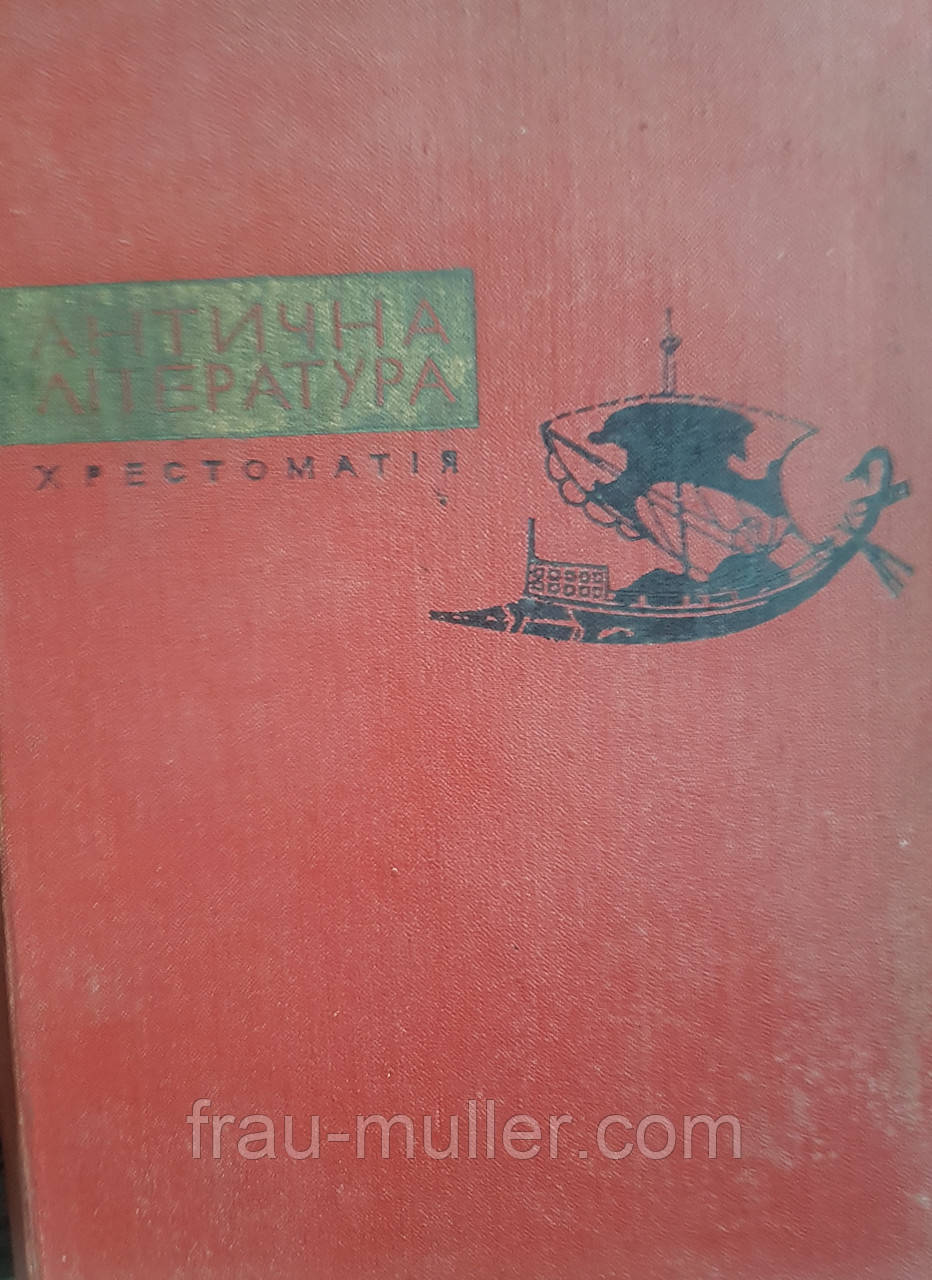 АНТИЧНА
ЛІТЕРАТУРА
ХРЕСТОМАТІЯ
frau-muller.com